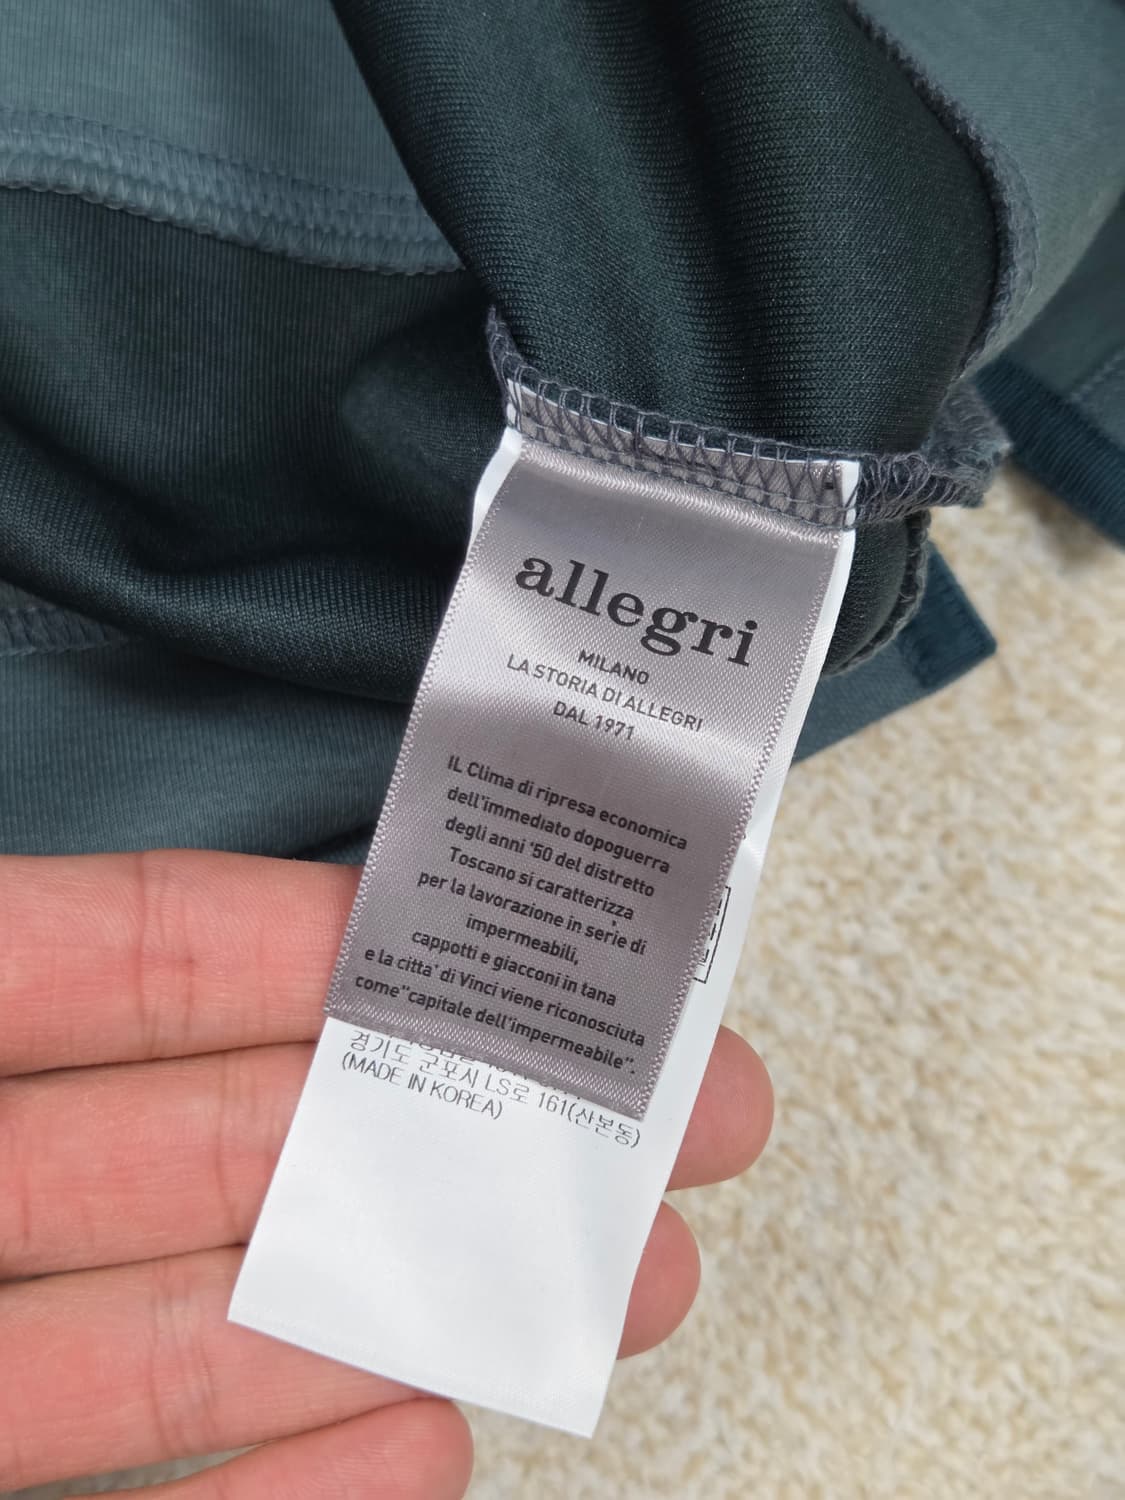 allegri
MILANO
LA STORIA DI ALLEGRI
DAL 1971
IL Clima di ripresa economica
dell'immediato dopoguerra
degli anni '50 del distretto
Toscano si caratterizza
per la lavorazione in serie di
impermeabili,
cappotti e giacconi in tana
e la citta' di Vinci viene riconosciuta
come"capitale dell'impermeabile".
경기도 군포시 LS로 161(산본동)
(MADE IN KOREA)